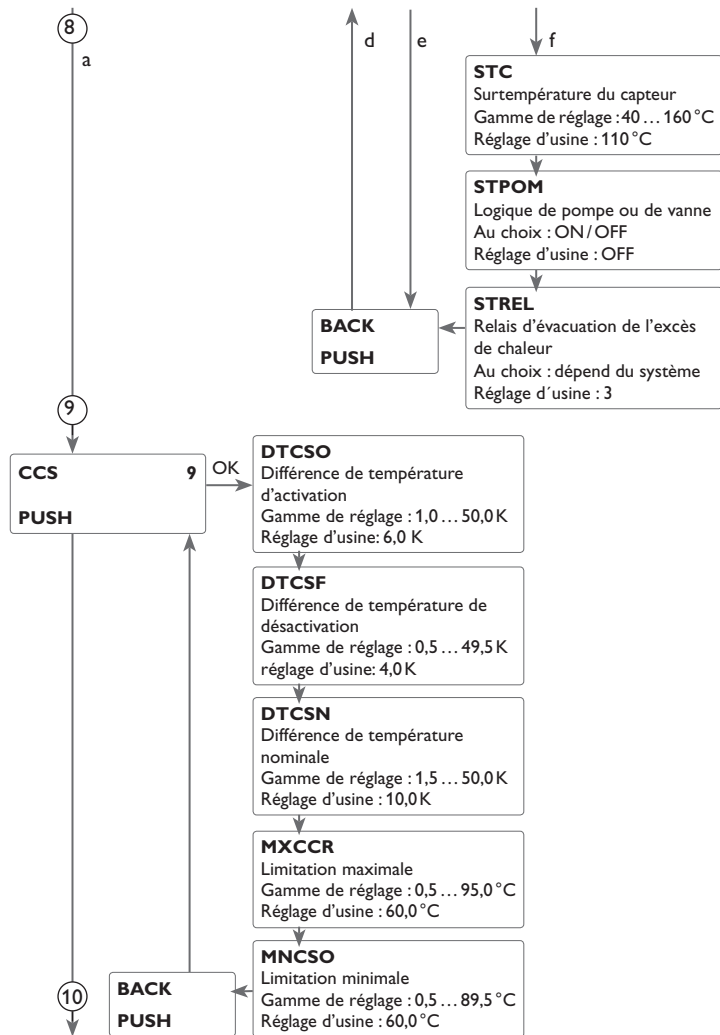 8
a
d
e
f
STC
Surtempérature du capteur
Gamme de réglage : 40 ... 160 °C
Réglage d'usine : 110 °C
STPOM
Logique de pompe ou de vanne
Au choix : ON / OFF
Réglage d'usine : OFF
STREL
Relais d'évacuation de l'excès
de chaleur
Au choix : dépend du système
Réglage d´usine : 3
BACK
PUSH
9
CCS 9
PUSH
OK
DTCSO
Différence de température
d'activation
Gamme de réglage : 1,0 ... 50,0 K
Réglage d'usine: 6,0 K
DTCSF
Différence de température de
désactivation
Gamme de réglage : 0,5 ... 49,5 K
réglage d'usine: 4,0 K
DTCSN
Différence de température
nominale
Gamme de réglage : 1,5 ... 50,0 K
Réglage d'usine : 10,0 K
MXCCR
Limitation maximale
Gamme de réglage : 0,5 ... 95,0 °C
Réglage d'usine : 60,0 °C
MNCSO
Limitation minimale
Gamme de réglage : 0,5 ... 89,5 °C
Réglage d'usine : 60,0 °C
BACK
PUSH
10